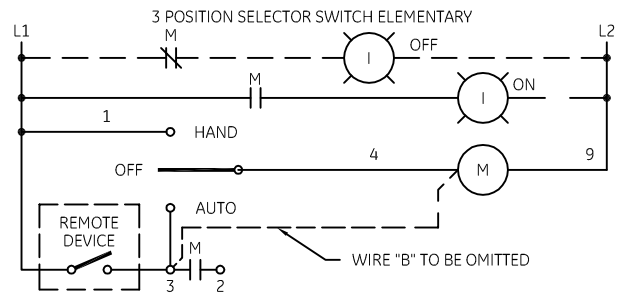 3 POSITION SELECTOR SWITCH ELEMENTARY
L1
L2
M
I
OFF
M
I
ON
1
HAND
OFF
4
M
9
AUTO
REMOTE
DEVICE
M
WIRE "B" TO BE OMITTED
3
2